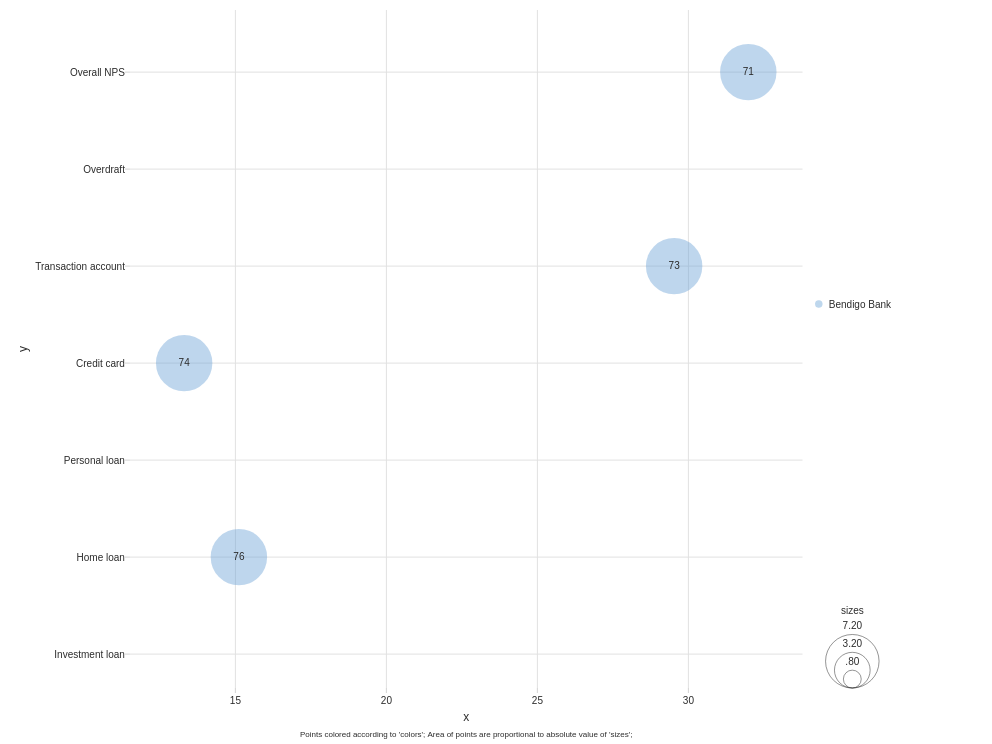 Overall NPS
71
Overdraft
Transaction account
73
Bendigo Bank
y
Credit card
74
Personal loan
Home loan
76
Investment loan
sizes
7.20
3.20
.80
15
20
25
30
x
Points colored according to 'colors'; Area of points are proportional to absolute value of 'sizes';